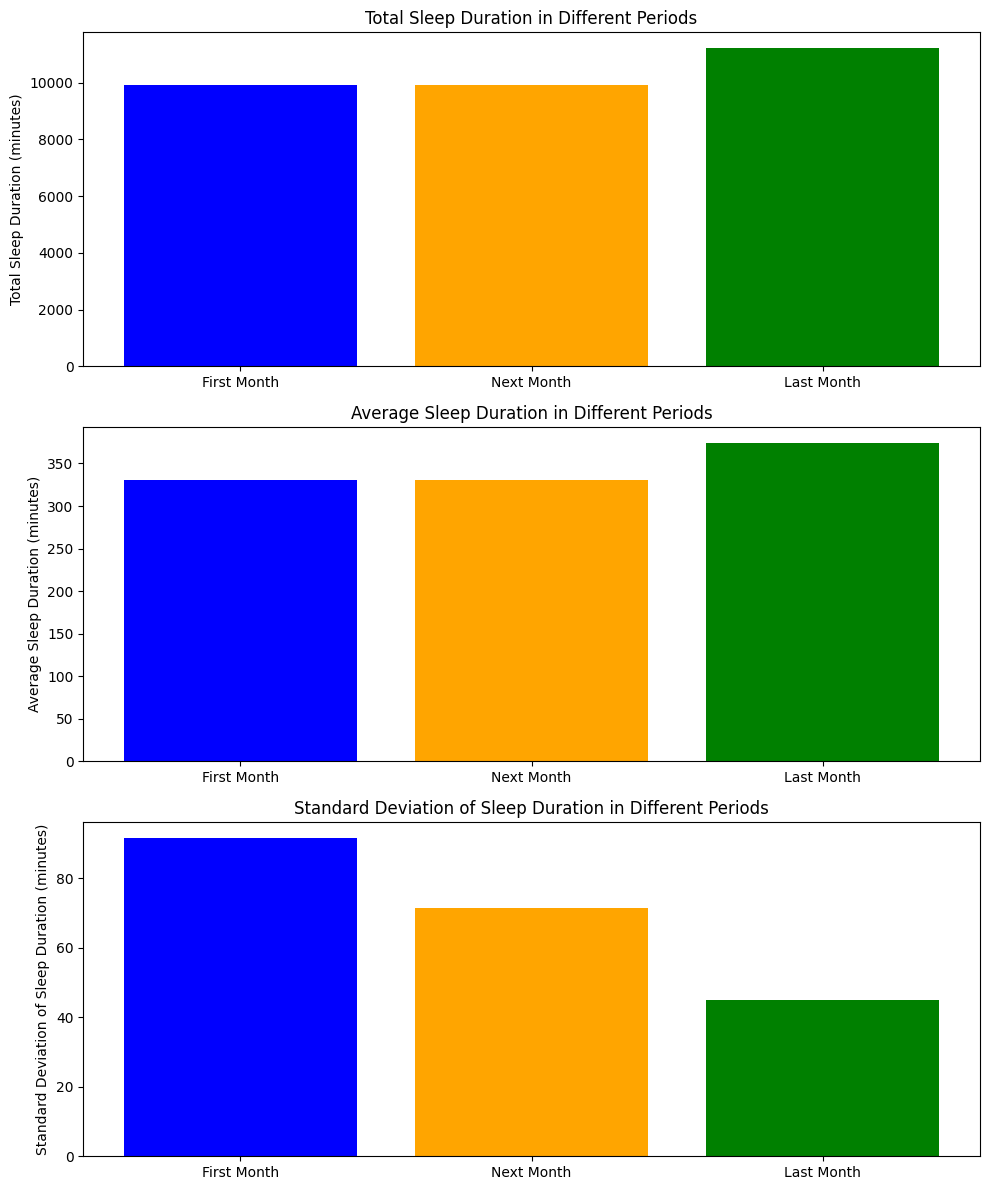 Total Sleep Duration in Different Periods
Total Sleep Duration (minutes)
10000
8000
6000
4000
2000
0
First Month
Next Month
Last Month
Average Sleep Duration in Different Periods
Average Sleep Duration (minutes)
350
300
250
200
150
100
50
0
First Month
Next Month
Last Month
Standard Deviation of Sleep Duration in Different Periods
Standard Deviation of Sleep Duration (minutes)
80
60
40
20
0
First Month
Next Month
Last Month